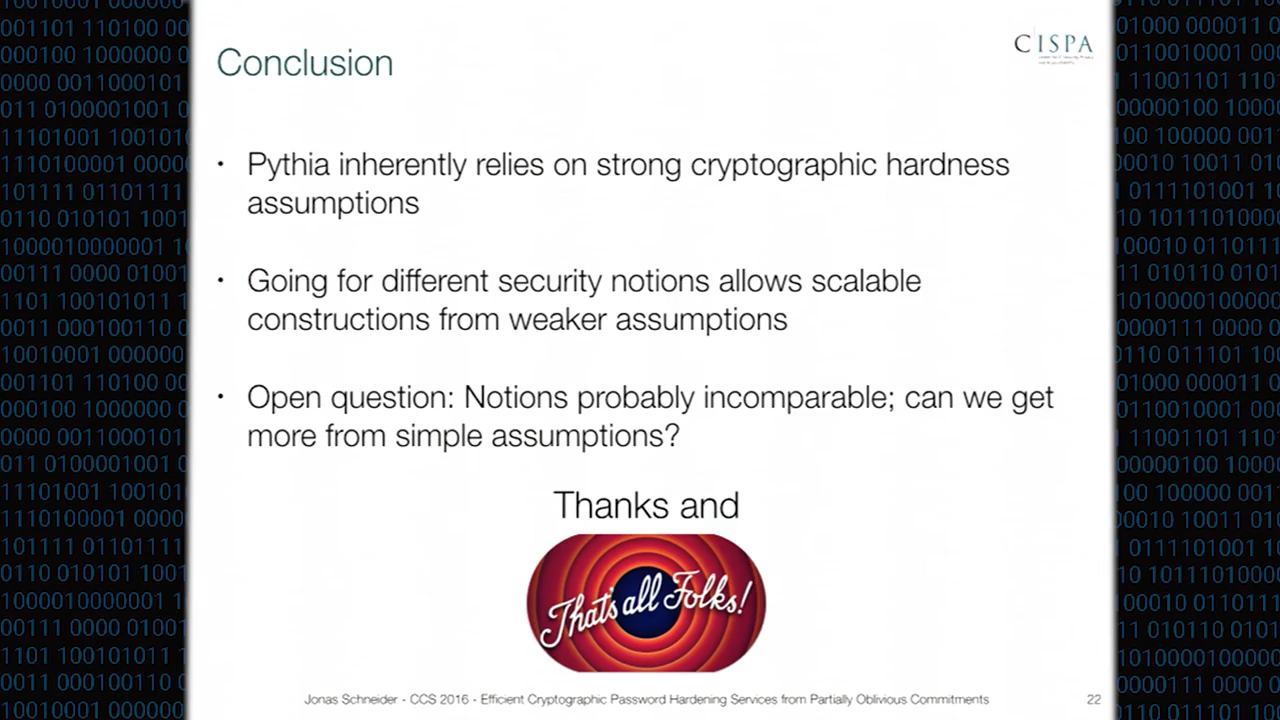 Conclusion
CISPA
• Pythia inherently relies on strong cryptographic hardness
assumptions
• Going for different security notions allows scalable
constructions from weaker assumptions
• Open question: Notions probably incomparable; can we get
more from simple assumptions?
Thanks and
That's all Folks!
Jonas Schneider - CCS 2016 - Efficient Cryptographic Password Hardening Services from Partially Oblivious Commitments
22